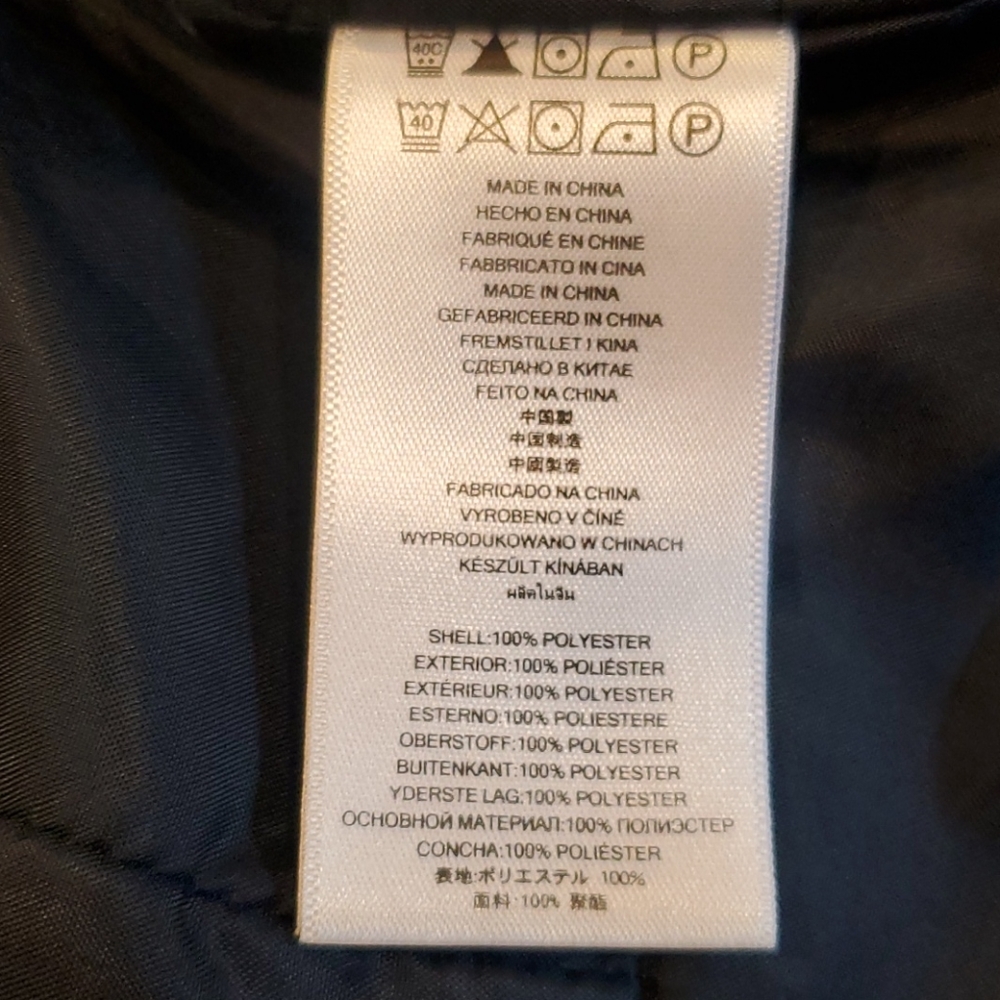 40C P
40 P
MADE IN CHINA
HECHO EN CHINA
FABRIQUÉ EN CHINE
FABBRICATO IN CINA
MADE IN CHINA
GEFABRICEERD IN CHINA
FREMSTILLET I KINA
СДЕЛАНО В КИТАЕ
FEITO NA CHINA
中国製
中国制造
中國製造
FABRICADO NA CHINA
VYROBENO V ČÍNĚ
WYPRODUKOWANO W CHINACH
KÉSZÜLT KÍNÁBAN
ผลิตในจีน
SHELL:100% POLYESTER
EXTERIOR:100% POLIÉSTER
EXTÉRIEUR:100% POLYESTER
ESTERNO:100% POLIESTERE
OBERSTOFF:100% POLYESTER
BUITENKANT:100% POLYESTER
YDERSTE LAG:100% POLYESTER
ОСНОВНОЙ МАТЕРИАЛ:100% ПОЛИЭСТЕР
CONCHA:100% POLIÉSTER
表地:ポリエステル 100%
面料:100% 聚酯